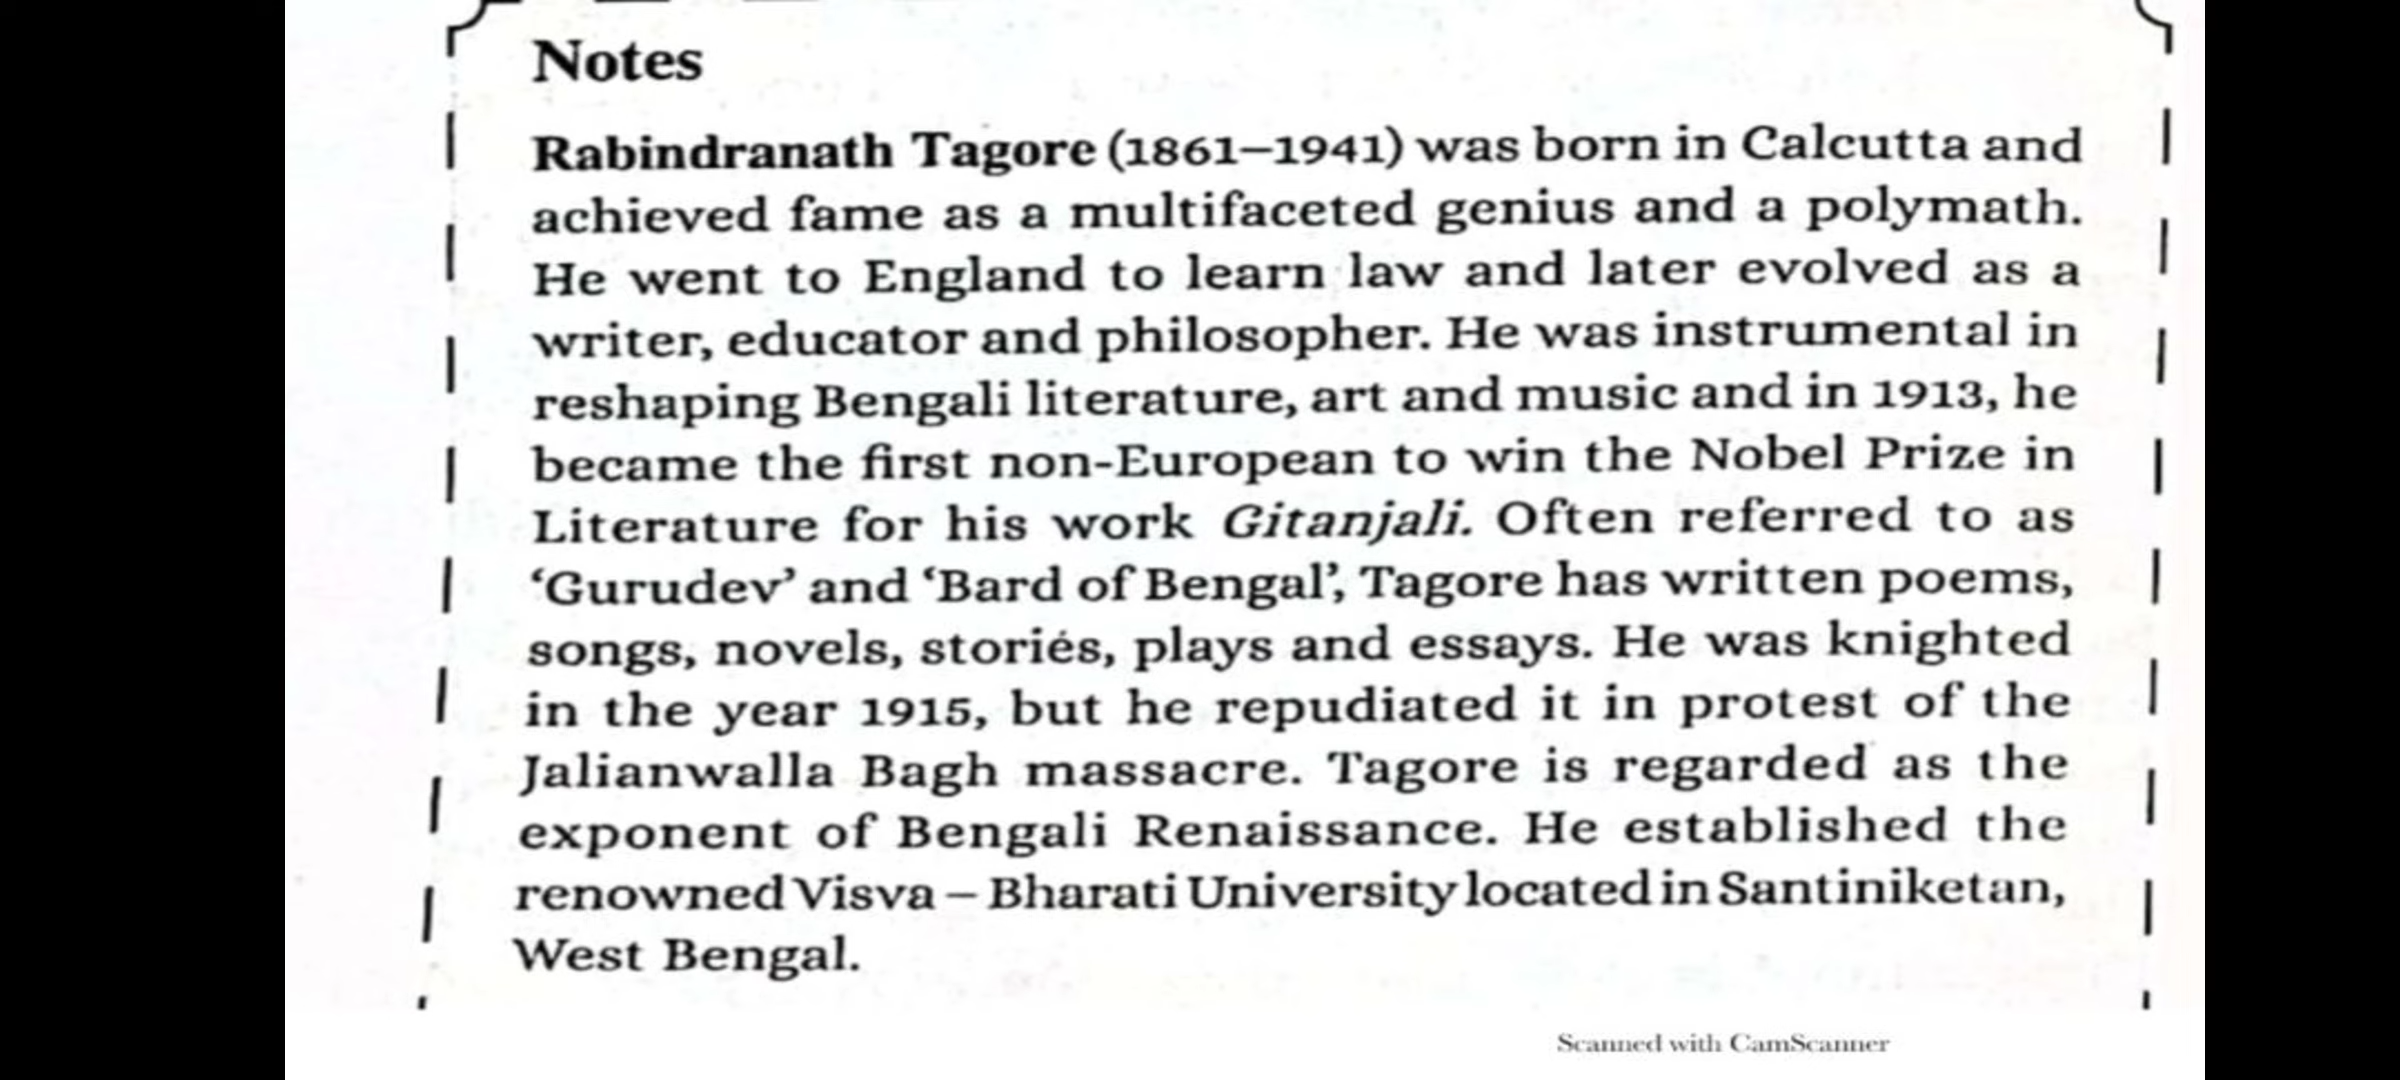 Notes
Rabindranath Tagore (1861–1941) was born in Calcutta and
achieved fame as a multifaceted genius and a polymath.
He went to England to learn law and later evolved as a
writer, educator and philosopher. He was instrumental in
reshaping Bengali literature, art and music and in 1913, he
became the first non-European to win the Nobel Prize in
Literature for his work Gitanjali. Often referred to as
‘Gurudev’ and ‘Bard of Bengal’, Tagore has written poems,
songs, novels, stories, plays and essays. He was knighted
in the year 1915, but he repudiated it in protest of the
Jalianwalla Bagh massacre. Tagore is regarded as the
exponent of Bengali Renaissance. He established the
renowned Visva – Bharati University located in Santiniketan,
West Bengal.
Scanned with CamScanner